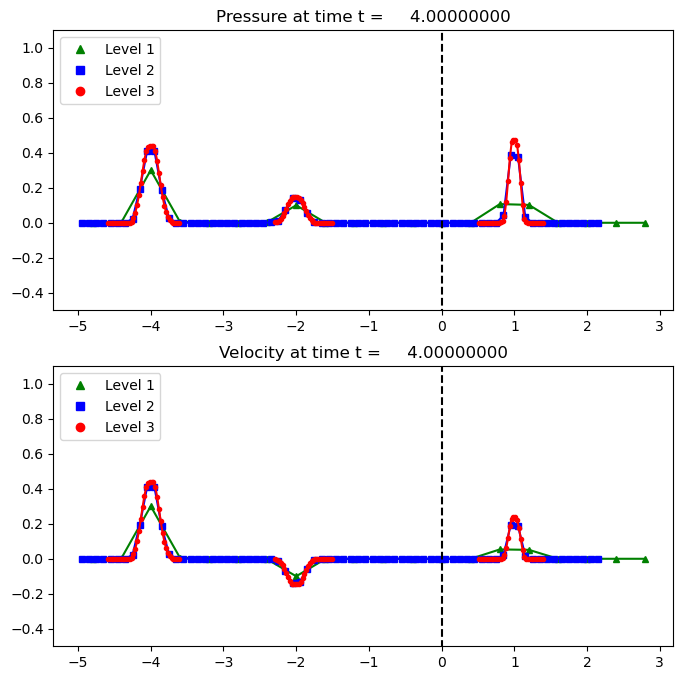 Pressure at time t = 4.00000000
1.0
0.8
0.6
0.4
0.2
0.0
−0.2
−0.4
Level 1
Level 2
Level 3
−5 −4 −3 −2 −1 0 1 2 3
Velocity at time t = 4.00000000
1.0
0.8
0.6
0.4
0.2
0.0
−0.2
−0.4
Level 1
Level 2
Level 3
−5 −4 −3 −2 −1 0 1 2 3